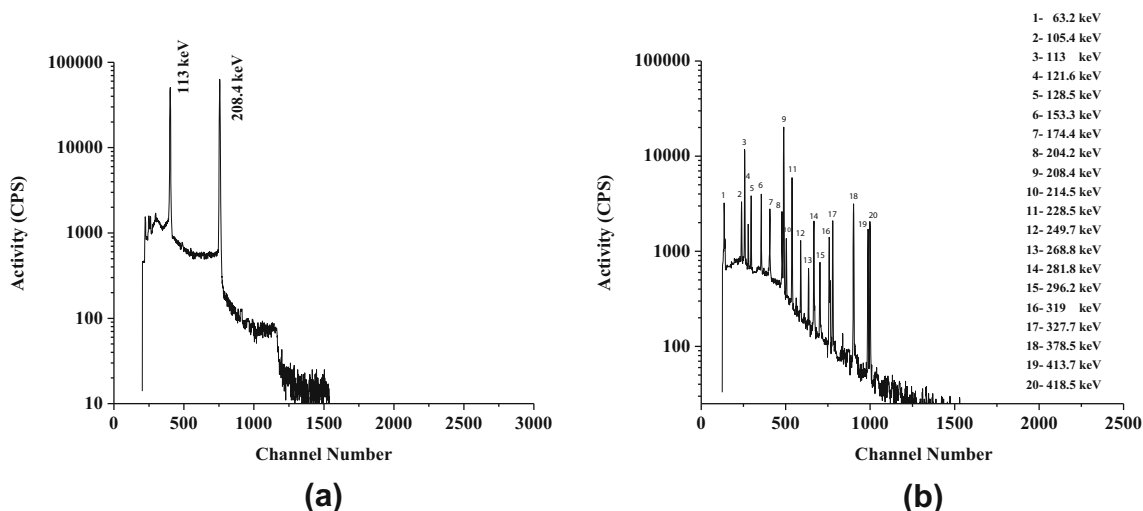 100000
10000
1000
100
10
Activity (CPS)
113 keV
208.4 keV
0 500 1000 1500 2000 2500 3000
Channel Number
(a)
10000
1000
100
Activity (CPS)
1
2
3
4
5
6
7
8
9
10
11
12
13
14
15
16
17
18
19
20
1- 63.2 keV
2- 105.4 keV
3- 113 keV
4- 121.6 keV
5- 128.5 keV
6- 153.3 keV
7- 174.4 keV
8- 204.2 keV
9- 208.4 keV
10- 214.5 keV
11- 228.5 keV
12- 249.7 keV
13- 268.8 keV
14- 281.8 keV
15- 296.2 keV
16- 319 keV
17- 327.7 keV
18- 378.5 keV
19- 413.7 keV
20- 418.5 keV
0 500 1000 1500 2000 2500
Channel Number
(b)